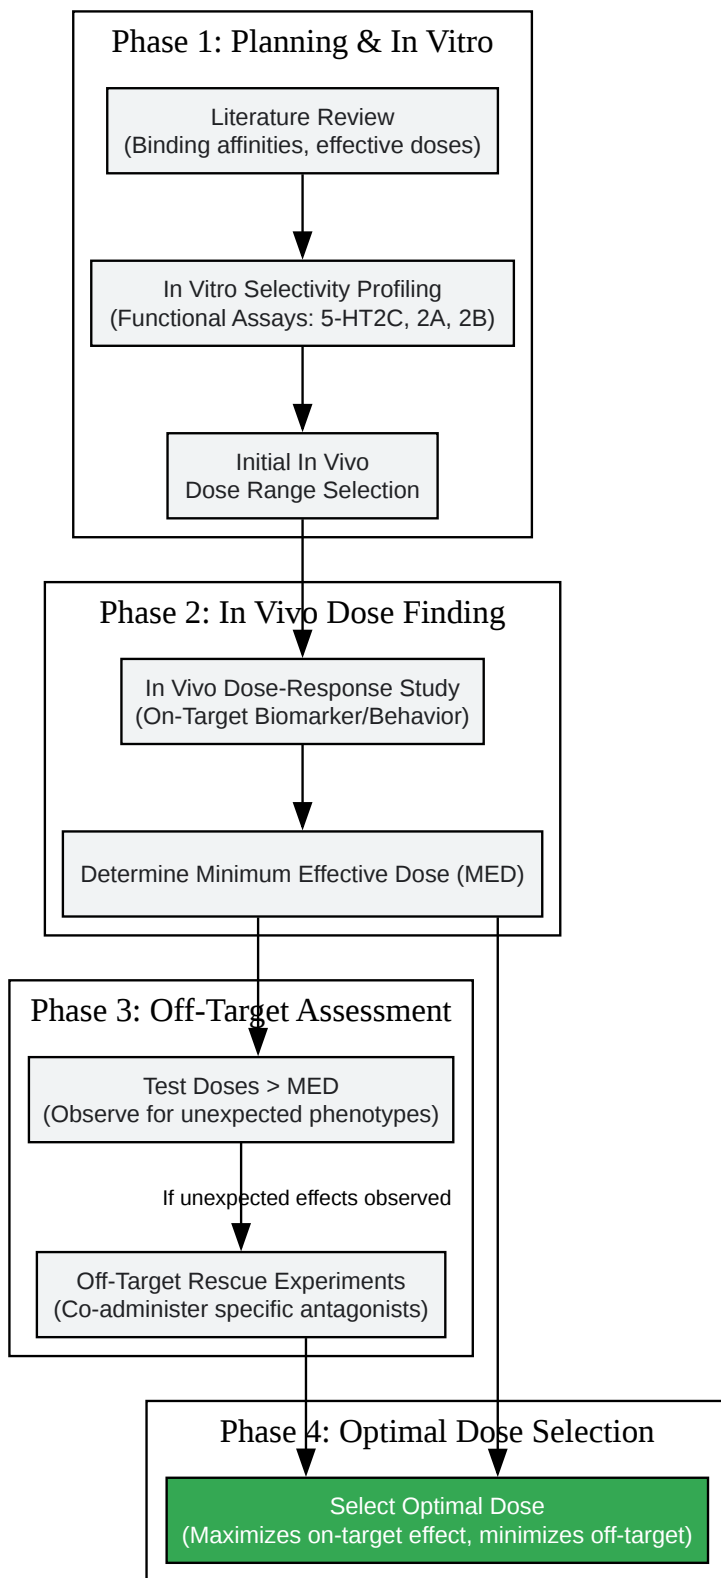 Phase 1: Planning & In Vitro
Literature Review
(Binding affinities, effective doses)
In Vitro Selectivity Profiling
(Functional Assays: 5-HT2C, 2A, 2B)
Initial In Vivo
Dose Range Selection
Phase 2: In Vivo Dose Finding
In Vivo Dose-Response Study
(On-Target Biomarker/Behavior)
Determine Minimum Effective Dose (MED)
Phase 3: Off-Target Assessment
Test Doses > MED
(Observe for unexpected phenotypes)
If unexpected effects observed
Off-Target Rescue Experiments
(Co-administer specific antagonists)
Phase 4: Optimal Dose Selection
Select Optimal Dose
(Maximizes on-target effect, minimizes off-target)